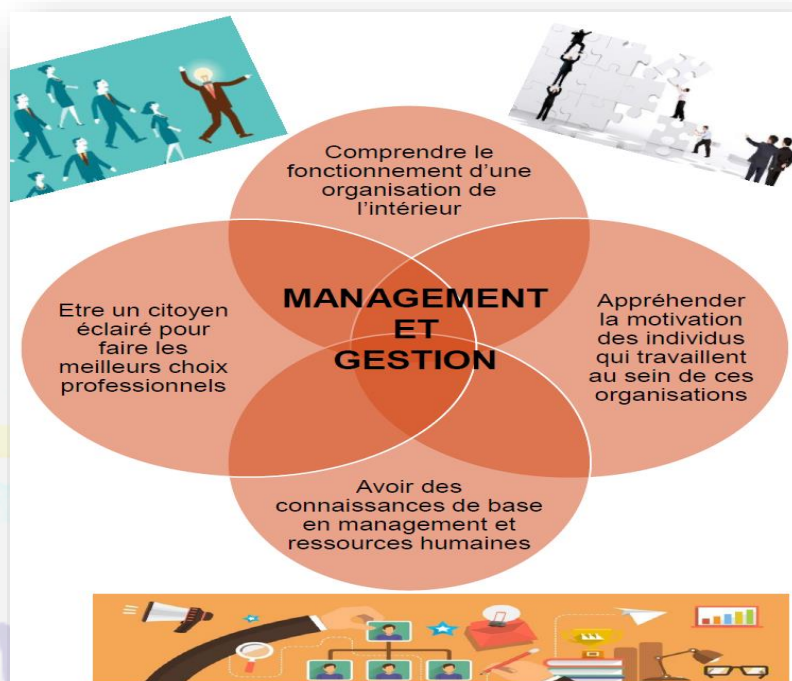 Comprendre le
fonctionnement d'une
organisation de
l'intérieur
MANAGEMENT
ET
GESTION
Etre un citoyen
éclairé pour
faire les
meilleurs choix
professionnels
Appréhender
la motivation
des individus
qui travaillent
au sein de ces
organisations
Avoir des
connaissances de base
en management et
ressources humaines